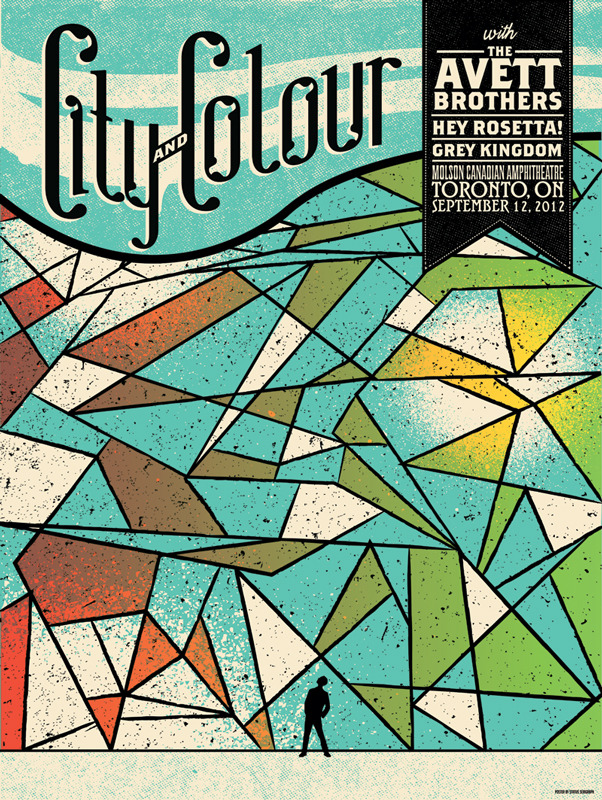 City AND Colour
with
THE
AVETT
BROTHERS
HEY ROSETTA!
GREY KINGDOM
MOLSON CANADIAN AMPHITHEATRE
TORONTO, ON
SEPTEMBER 12, 2012